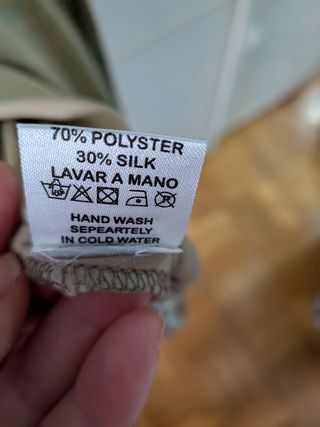 70% POLYSTER
30% SILK
LAVAR A MANO
HAND WASH
SEPEARTELY
IN COLD WATER